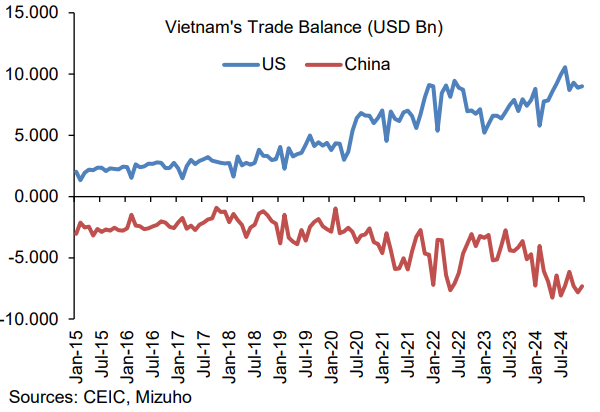 Vietnam's Trade Balance (USD Bn)
US China
15.000
10.000
5.000
0.000
-5.000
-10.000
Jan-15 Jul-15 Jan-16 Jul-16 Jan-17 Jul-17 Jan-18 Jul-18 Jan-19 Jul-19 Jan-20 Jul-20 Jan-21 Jul-21 Jan-22 Jul-22 Jan-23 Jul-23 Jan-24 Jul-24
Sources: CEIC, Mizuho